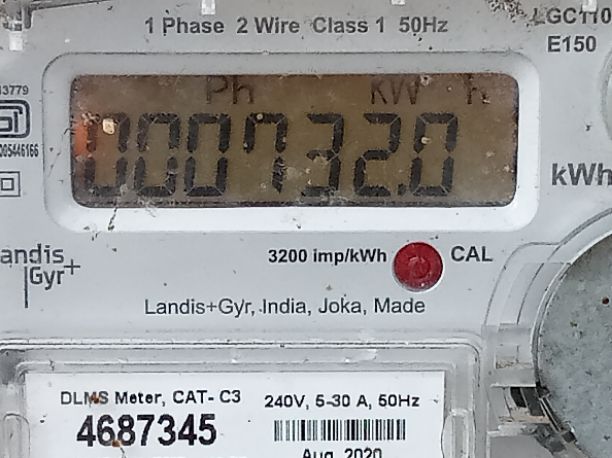 1 Phase 2 Wire Class 1 50Hz
E150
Ph kW h
000732.0
kWh
3200 imp/kWh CAL
Landis+Gyr, India, Joka, Made
DLMS Meter, CAT- C3 240V, 5-30 A, 50Hz
4687345
Aug. 2020